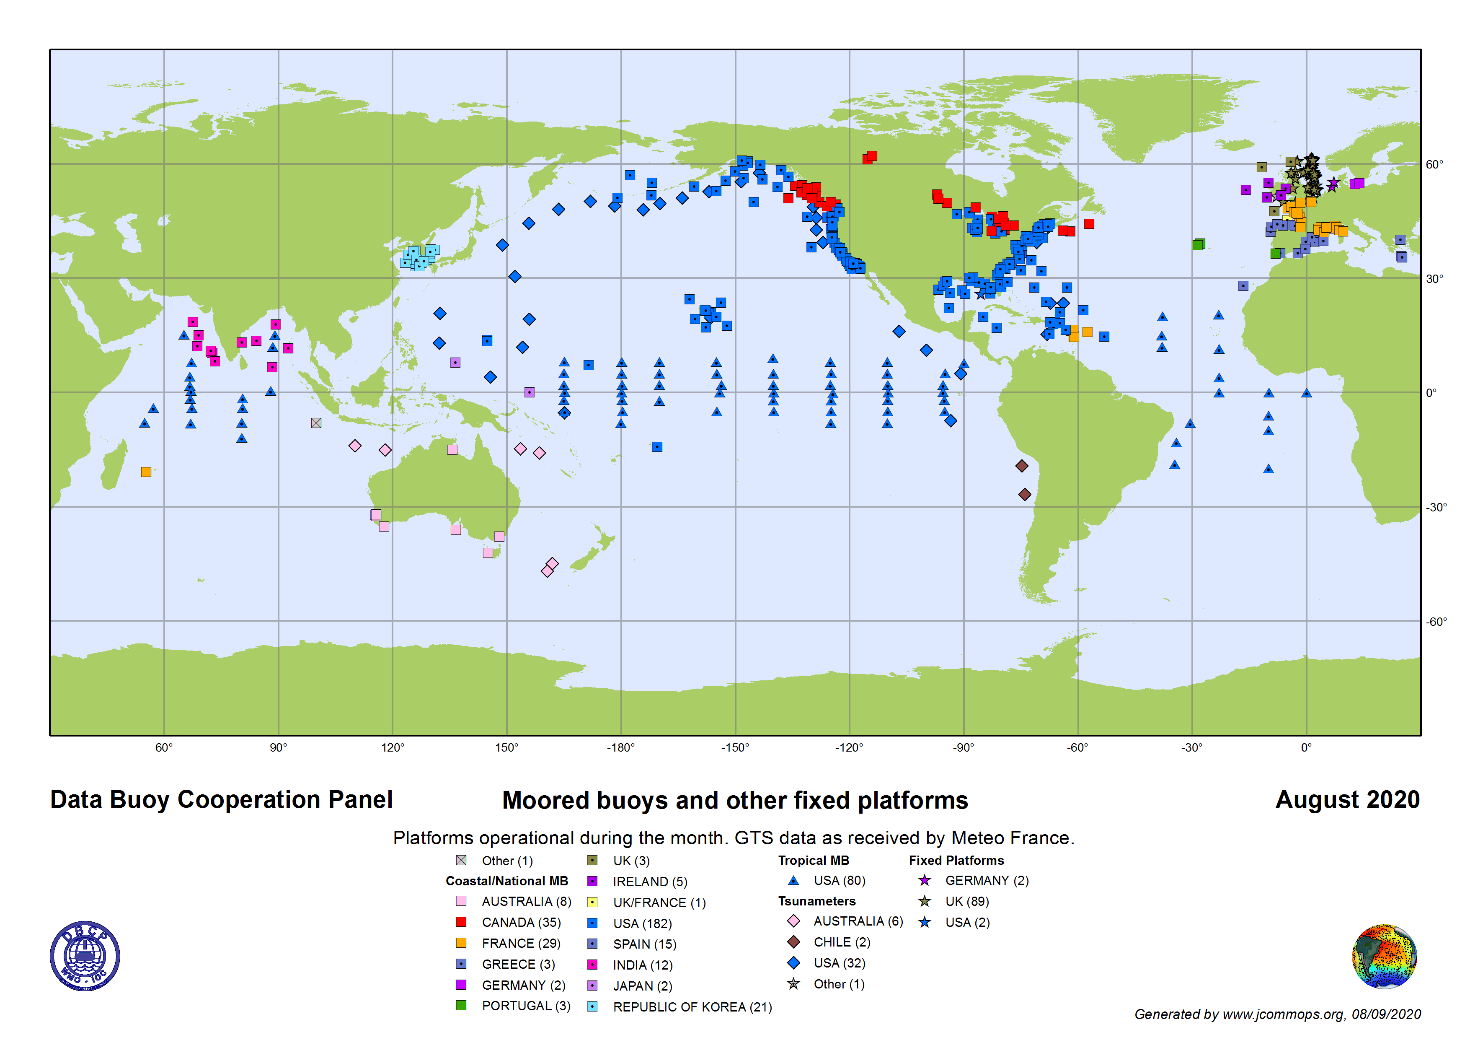 60°
30°
0°
-30°
-60°
60°
90°
120°
150°
-180°
-150°
-120°
-90°
-60°
-30°
0°
Data Buoy Cooperation Panel
Moored buoys and other fixed platforms
August 2020
Platforms operational during the month. GTS data as received by Meteo France.
Other (1)
Coastal/National MB
AUSTRALIA (8)
CANADA (35)
FRANCE (29)
GREECE (3)
GERMANY (2)
PORTUGAL (3)
UK (3)
IRELAND (5)
UK/FRANCE (1)
USA (182)
SPAIN (15)
INDIA (12)
JAPAN (2)
REPUBLIC OF KOREA (21)
Tropical MB
USA (80)
Tsunameters
AUSTRALIA (6)
CHILE (2)
USA (32)
Other (1)
Fixed Platforms
GERMANY (2)
UK (89)
USA (2)
DBCP
WMO - IOC
Generated by www.jcommops.org, 08/09/2020